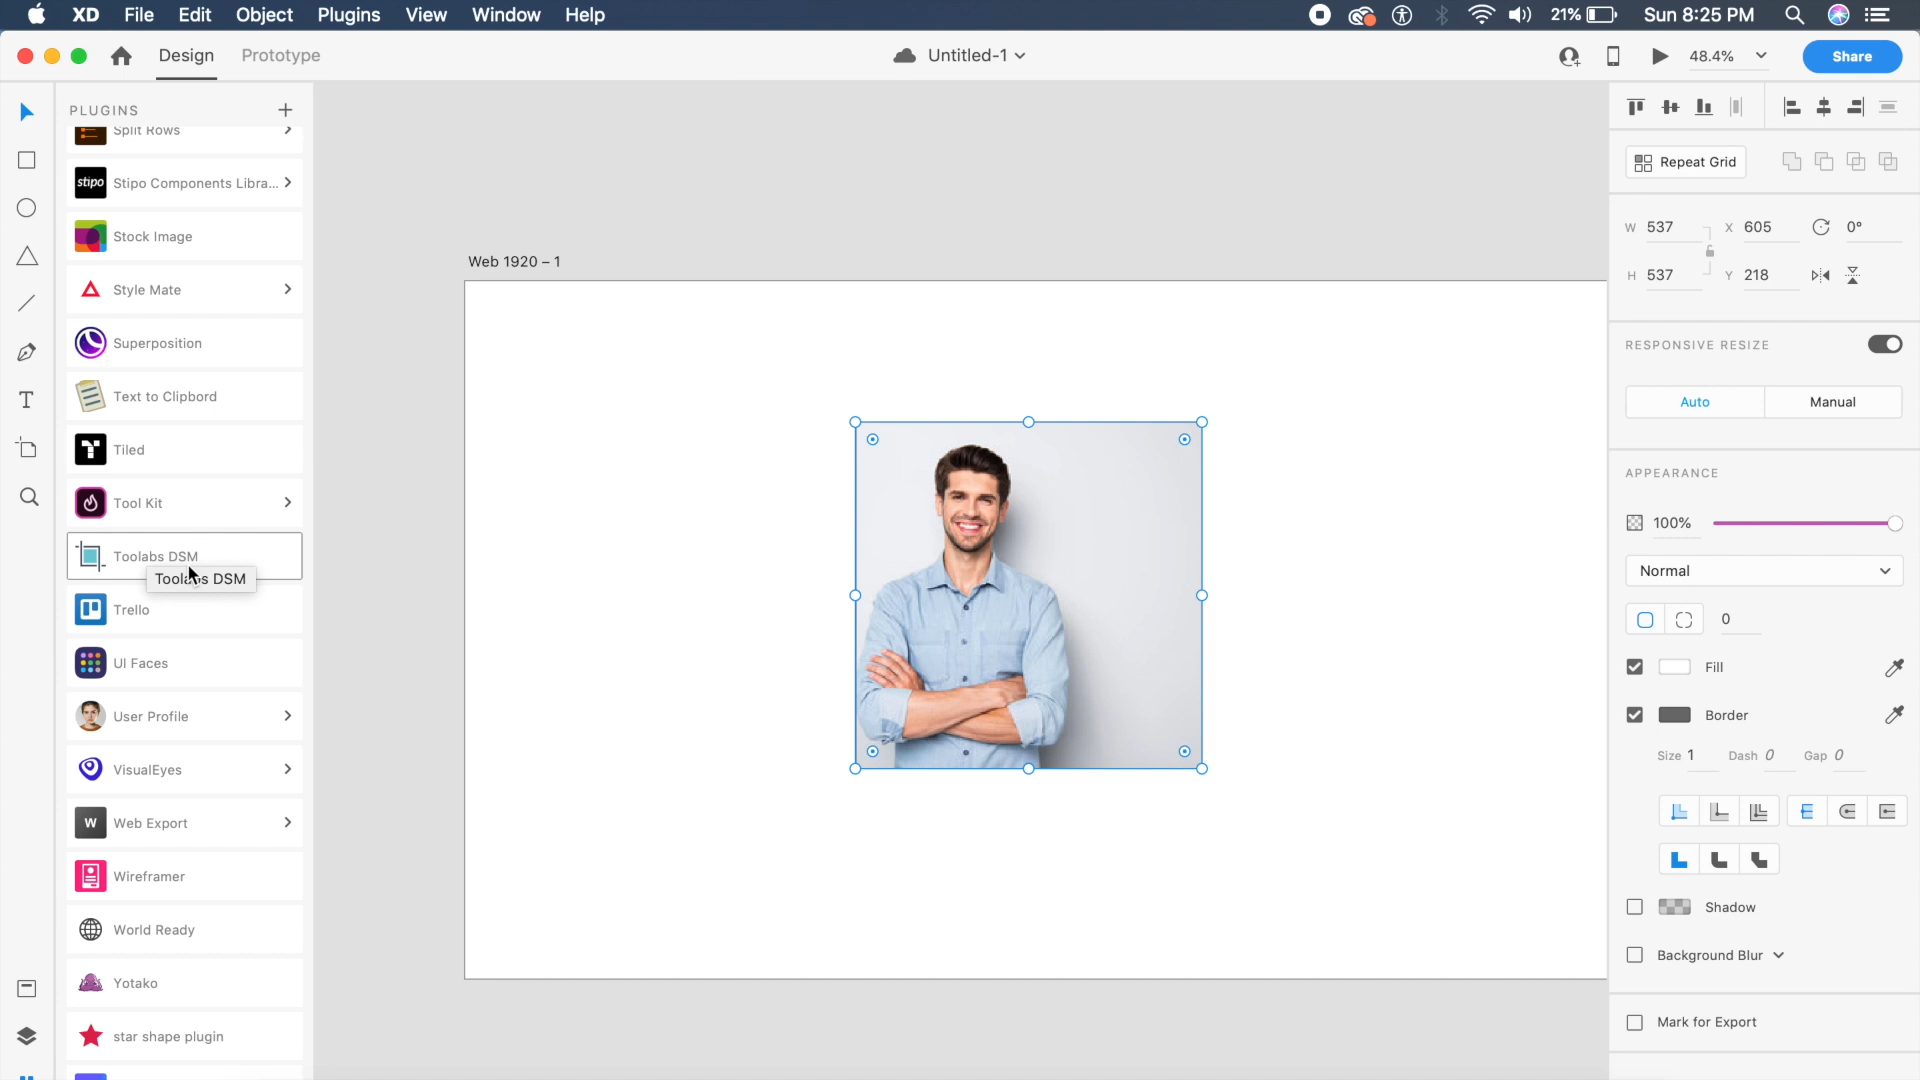 XD File Edit Object Plugins View Window Help 21% Sun 8:25 PM
Design Prototype Untitled-1 48.4% Share
PLUGINS
Split Rows
stipo Stipo Components Libra...
Stock Image
Style Mate
Superposition
Text to Clipbord
Tiled
Tool Kit
Toolabs DSM
Toolabs DSM
Trello
UI Faces
User Profile
VisualEyes
W Web Export
Wireframer
World Ready
Yotako
star shape plugin
Web 1920 – 1
Repeat Grid
W 537 X 605 0°
H 537 Y 218
RESPONSIVE RESIZE
Auto Manual
APPEARANCE
100%
Normal
0
Fill
Border
Size 1 Dash 0 Gap 0
Shadow
Background Blur
Mark for Export